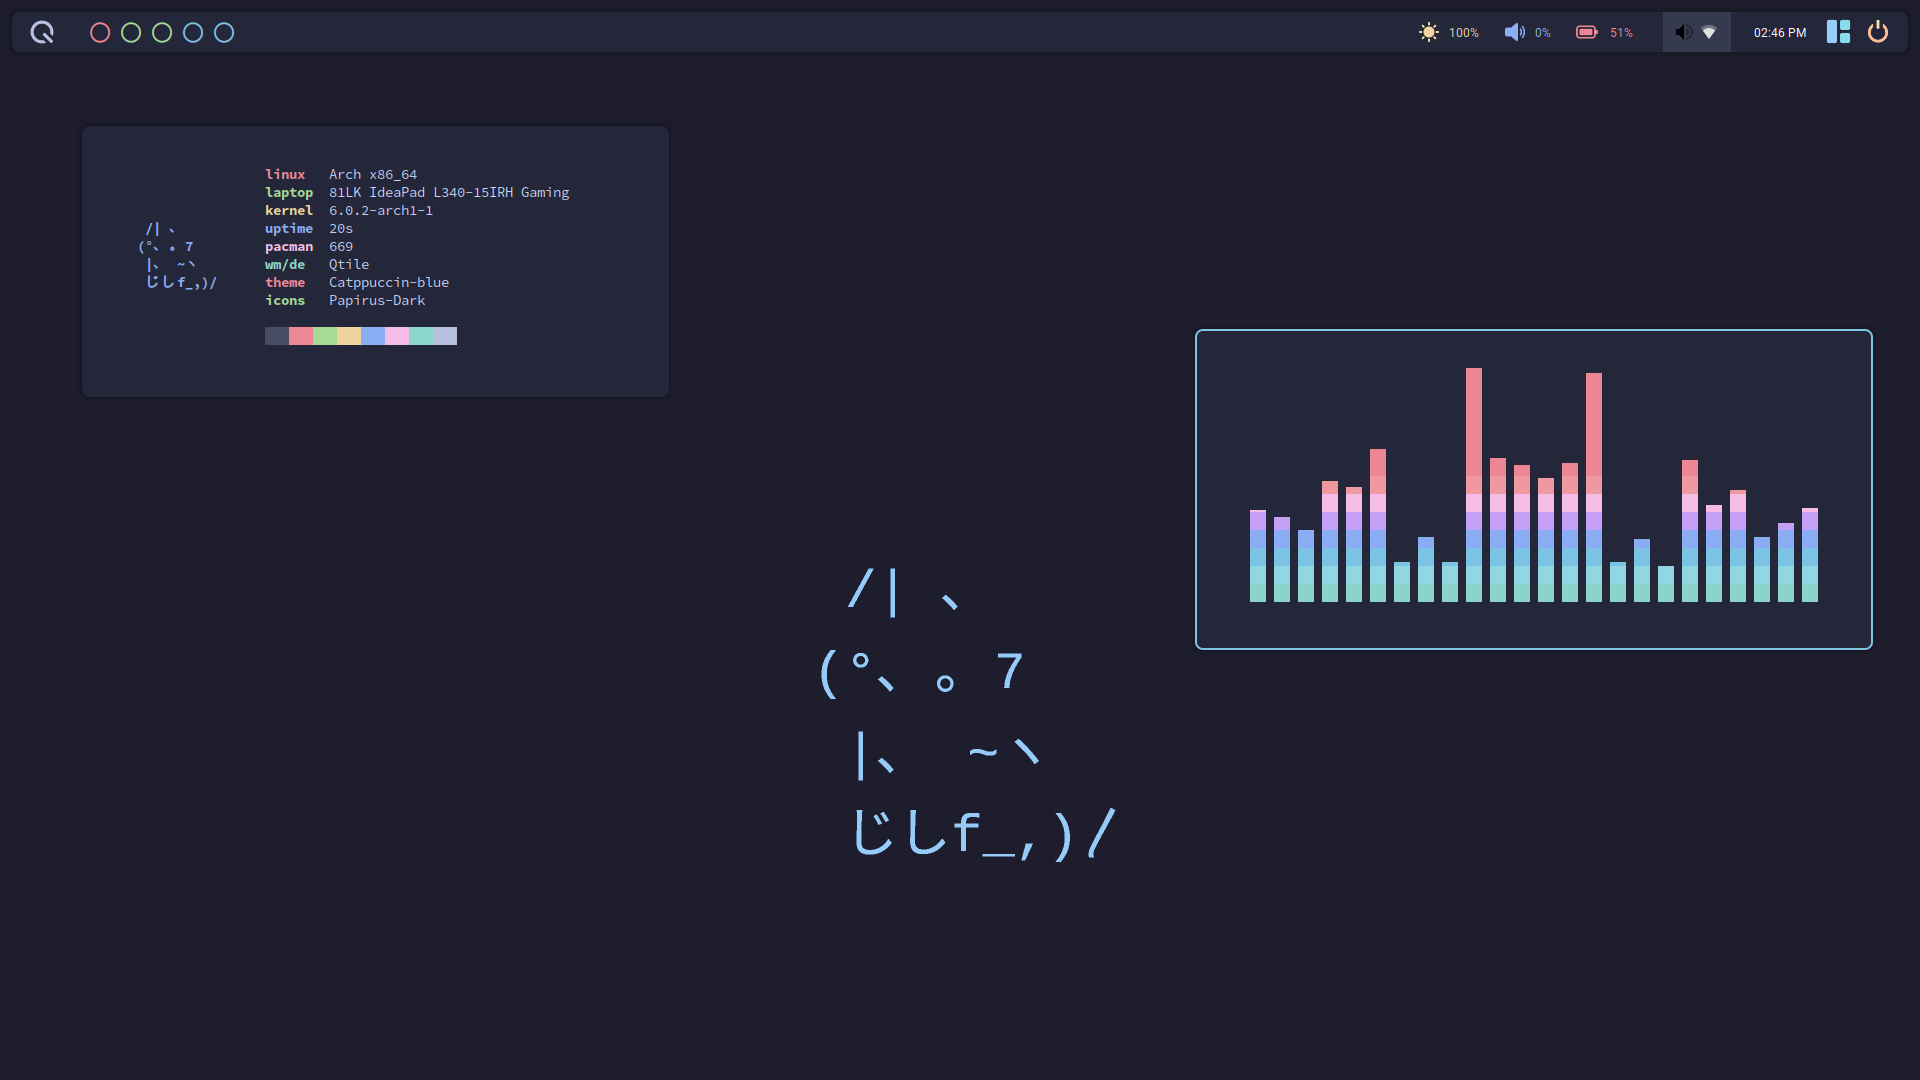 100% 0% 51% 02:46 PM
linux Arch x86_64
laptop 81LK IdeaPad L340-15IRH Gaming
kernel 6.0.2-arch1-1
uptime 20s
pacman 669
wm/de Qtile
theme Catppuccin-blue
icons Papirus-Dark
/|、
(°、。7
|、 ~ヽ
じしf_,)/
/|、
(°、。7
|、 ~ヽ
じしf_,)/